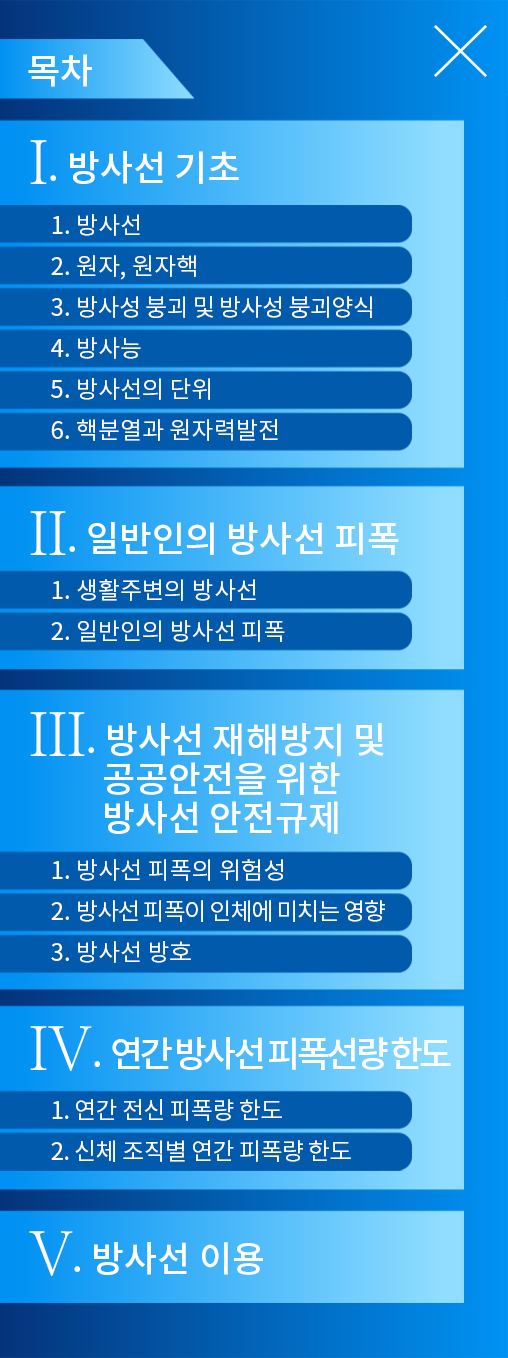 목차
I. 방사선 기초
1. 방사선
2. 원자, 원자핵
3. 방사성 붕괴 및 방사성 붕괴양식
4. 방사능
5. 방사선의 단위
6. 핵분열과 원자력발전
II. 일반인의 방사선 피폭
1. 생활주변의 방사선
2. 일반인의 방사선 피폭
III. 방사선 재해방지 및
공공안전을 위한
방사선 안전규제
1. 방사선 피폭의 위험성
2. 방사선 피폭이 인체에 미치는 영향
3. 방사선 방호
IV. 연간 방사선 피폭선량 한도
1. 연간 전신 피폭량 한도
2. 신체 조직별 연간 피폭량 한도
V. 방사선 이용